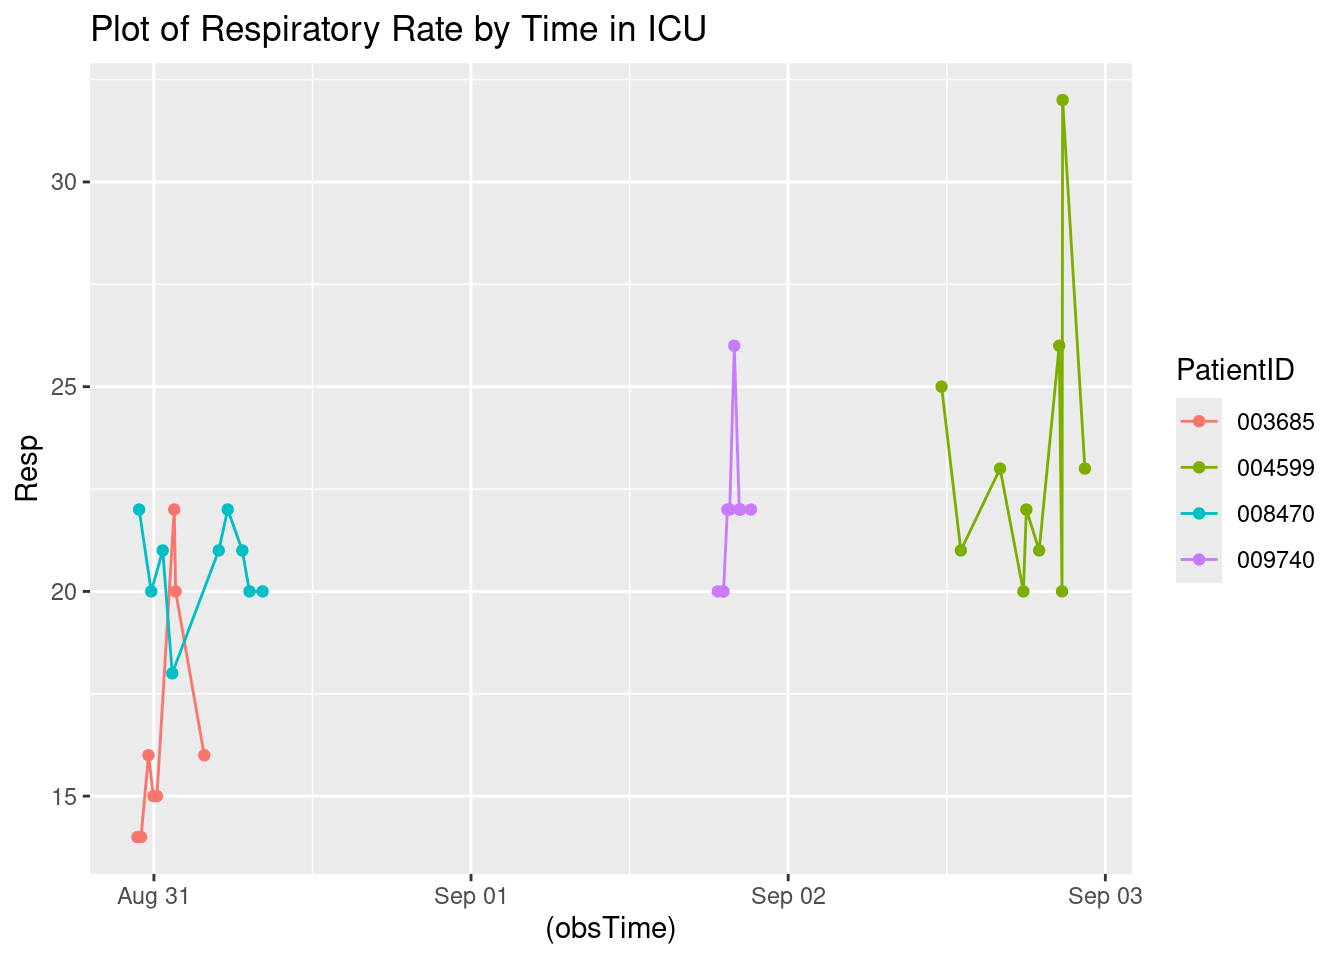 Plot of Respiratory Rate by Time in ICU
Resp
30
25
20
15
Aug 31
Sep 01
Sep 02
Sep 03
(obsTime)
PatientID
003685
004599
008470
009740